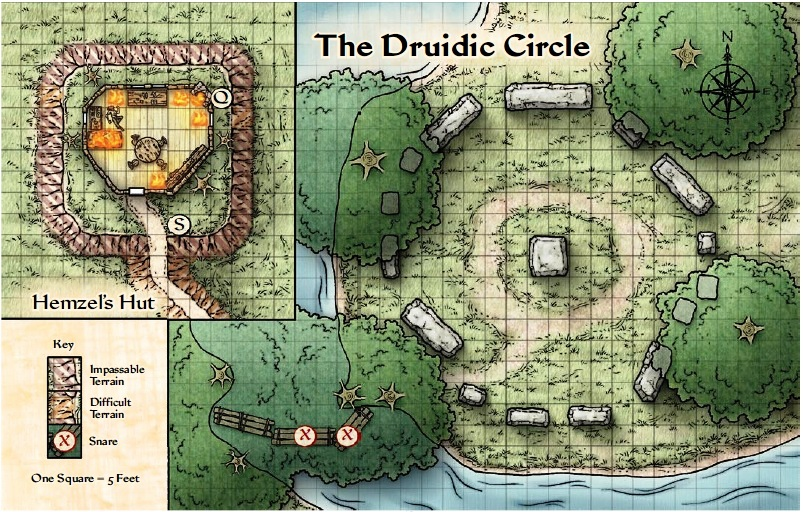 The Druidic Circle
N
W
E
S
Q
S
Hemzel's Hut
Key
Impassable
Terrain
Difficult
Terrain
X
Snare
X
X
One Square = 5 Feet